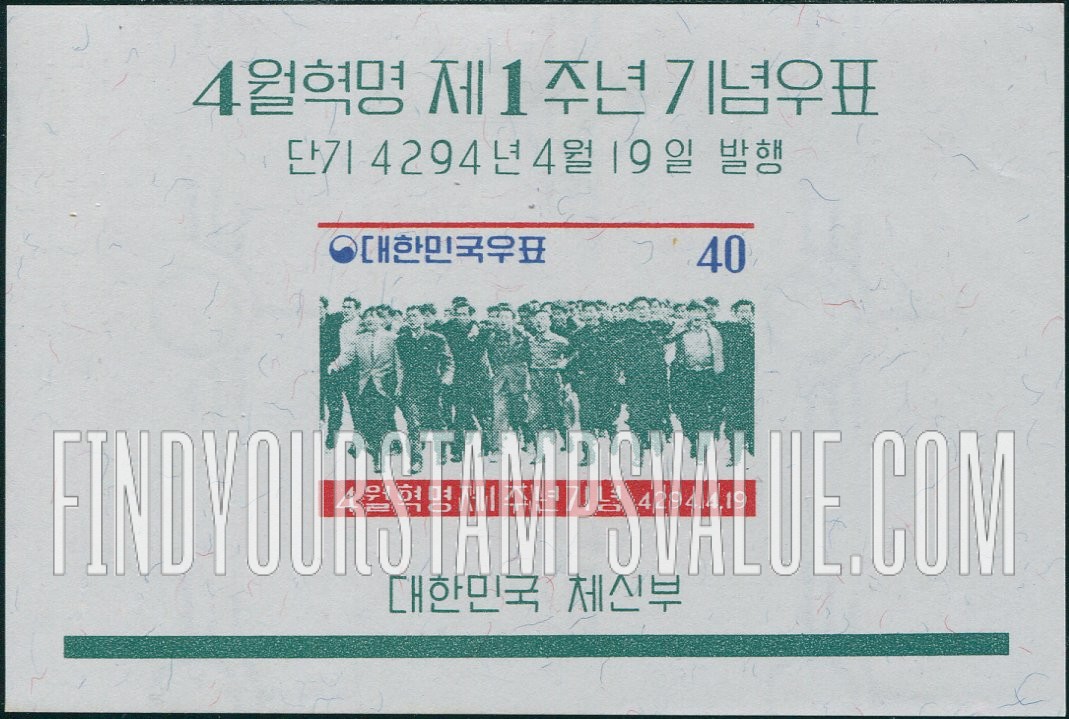 4월혁명 제1주년 기념우표
단기 4294년 4월 19일 발행
대한민국우표 40
4월혁명제1주년기념 4294.4.19
FINDYOURSTAMPSVALUE.COM
대한민국 체신부